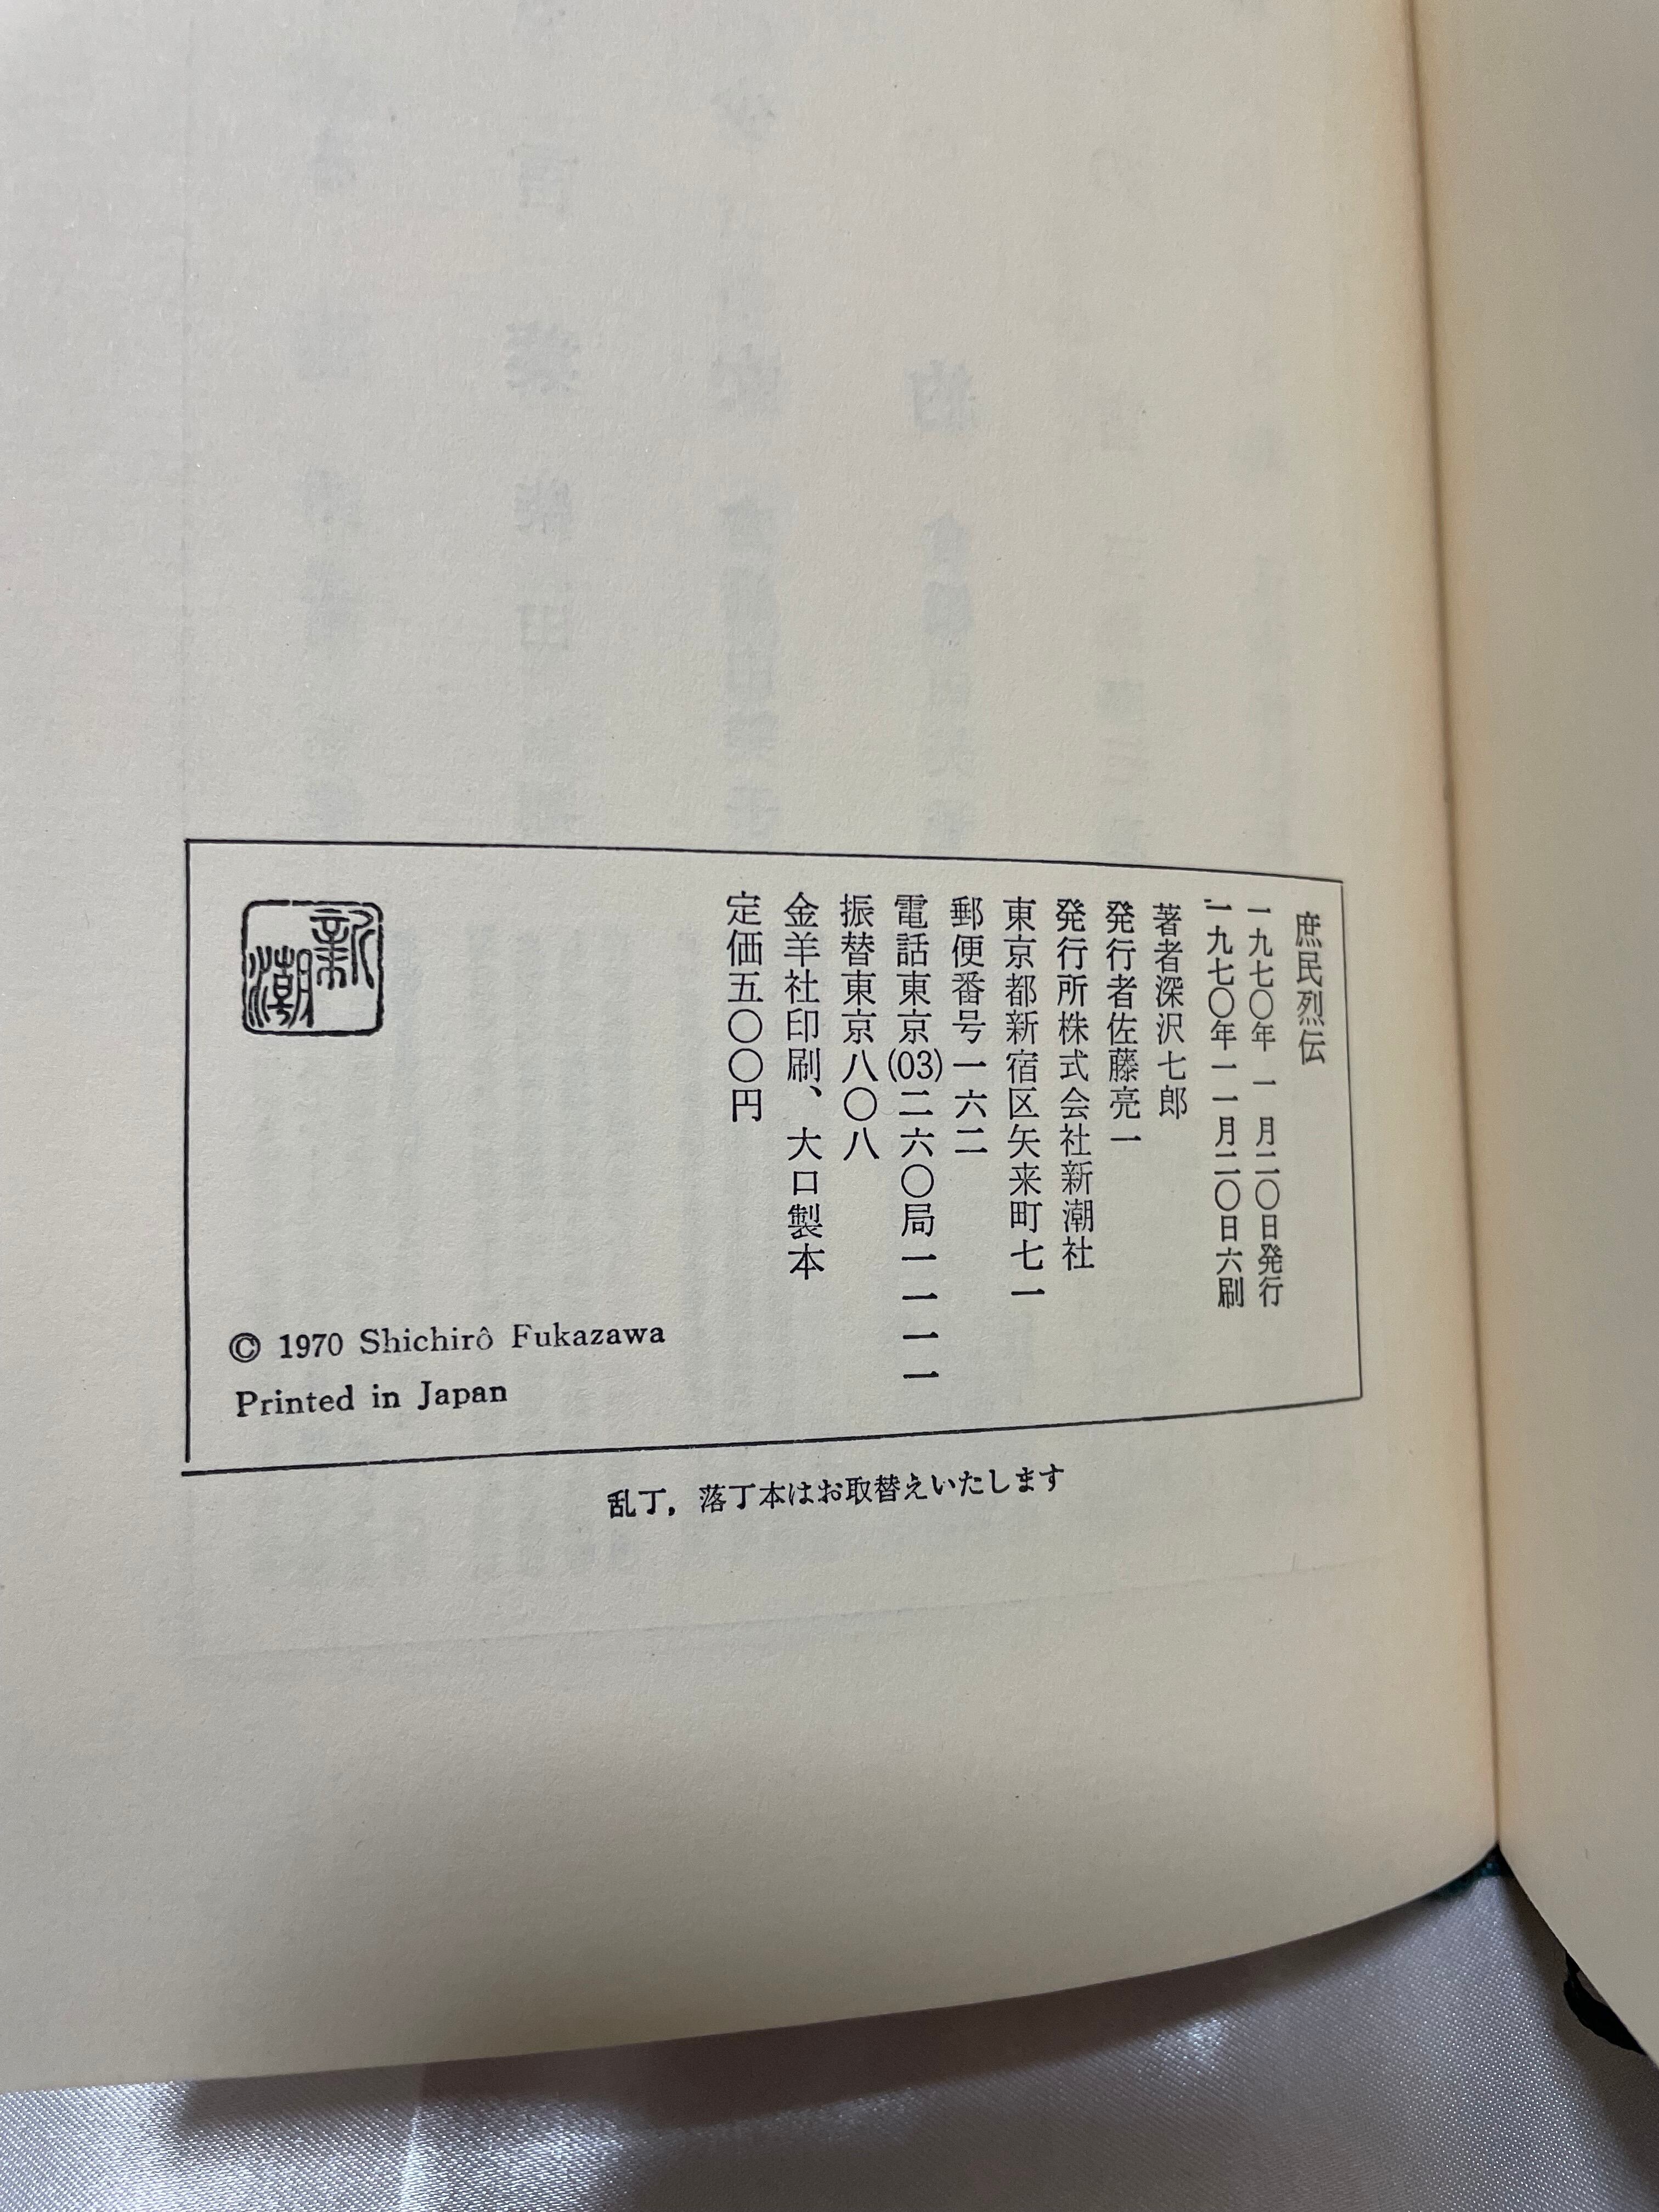 庶民烈伝
一九七〇年 一 月二〇日発行
一九七〇年一一月二〇日六刷
著者深沢七郎
発行者佐藤亮一
発行所株式会社新潮社
東京都新宿区矢来町七一
郵便番号一六二
電話東京(03)二六〇局一一一一
振替東京八〇八
金羊社印刷、大口製本
定価五〇〇円
新潮
© 1970 Shichirô Fukazawa
Printed in Japan
乱丁，落丁本はお取替えいたします